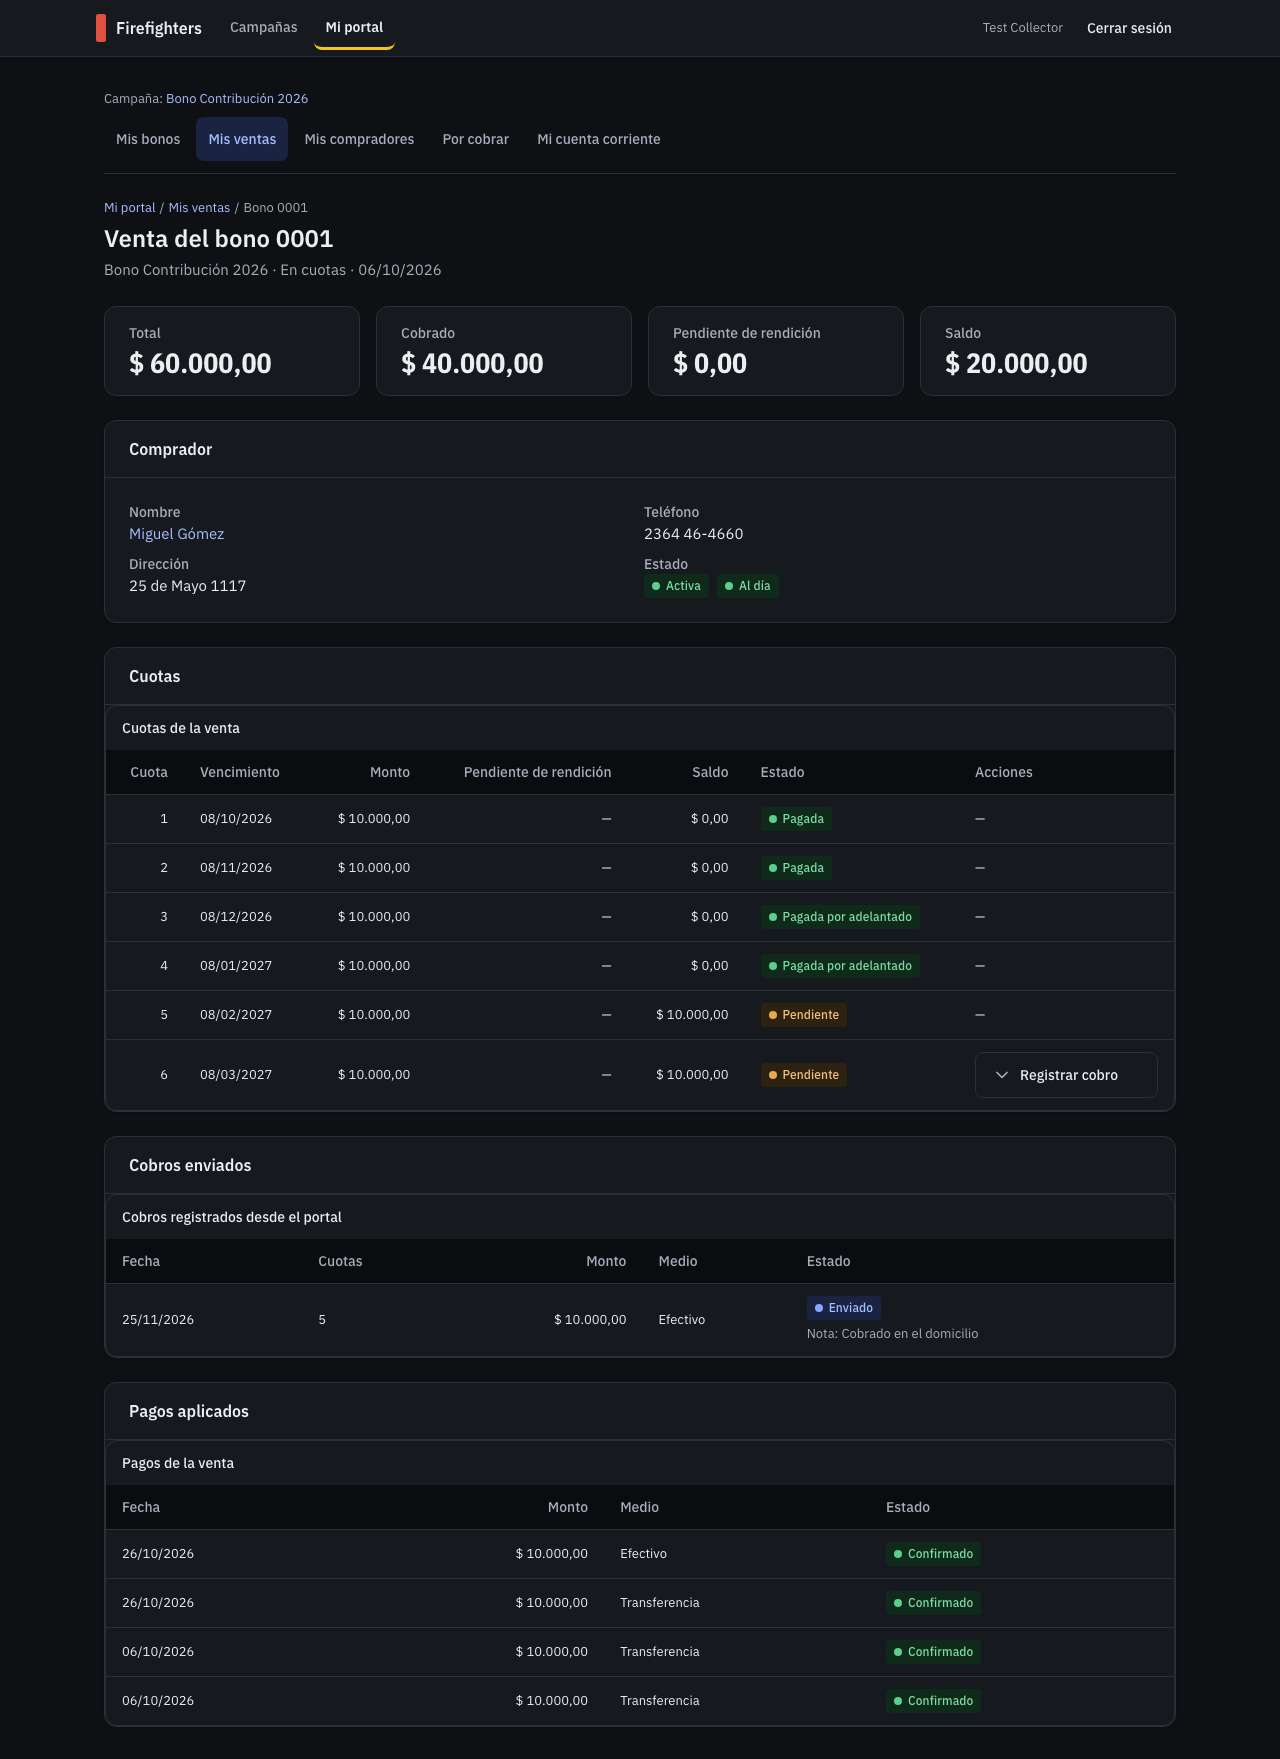 Firefighters Campañas Mi portal Test Collector Cerrar sesión
Campaña: Bono Contribución 2026
Mis bonos Mis ventas Mis compradores Por cobrar Mi cuenta corriente
Mi portal / Mis ventas / Bono 0001
Venta del bono 0001
Bono Contribución 2026 · En cuotas · 06/10/2026
Total Cobrado Pendiente de rendición Saldo
$ 60.000,00 $ 40.000,00 $ 0,00 $ 20.000,00
Comprador
Nombre Teléfono
Miguel Gómez 2364 46-4660
Dirección Estado
25 de Mayo 1117 Activa Al día
Cuotas
Cuotas de la venta
Cuota Vencimiento Monto Pendiente de rendición Saldo Estado Acciones
1 08/10/2026 $ 10.000,00 — $ 0,00 Pagada —
2 08/11/2026 $ 10.000,00 — $ 0,00 Pagada —
3 08/12/2026 $ 10.000,00 — $ 0,00 Pagada por adelantado —
4 08/01/2027 $ 10.000,00 — $ 0,00 Pagada por adelantado —
5 08/02/2027 $ 10.000,00 — $ 10.000,00 Pendiente —
6 08/03/2027 $ 10.000,00 — $ 10.000,00 Pendiente Registrar cobro
Cobros enviados
Cobros registrados desde el portal
Fecha Cuotas Monto Medio Estado
25/11/2026 5 $ 10.000,00 Efectivo Enviado
Nota: Cobrado en el domicilio
Pagos aplicados
Pagos de la venta
Fecha Monto Medio Estado
26/10/2026 $ 10.000,00 Efectivo Confirmado
26/10/2026 $ 10.000,00 Transferencia Confirmado
06/10/2026 $ 10.000,00 Transferencia Confirmado
06/10/2026 $ 10.000,00 Transferencia Confirmado